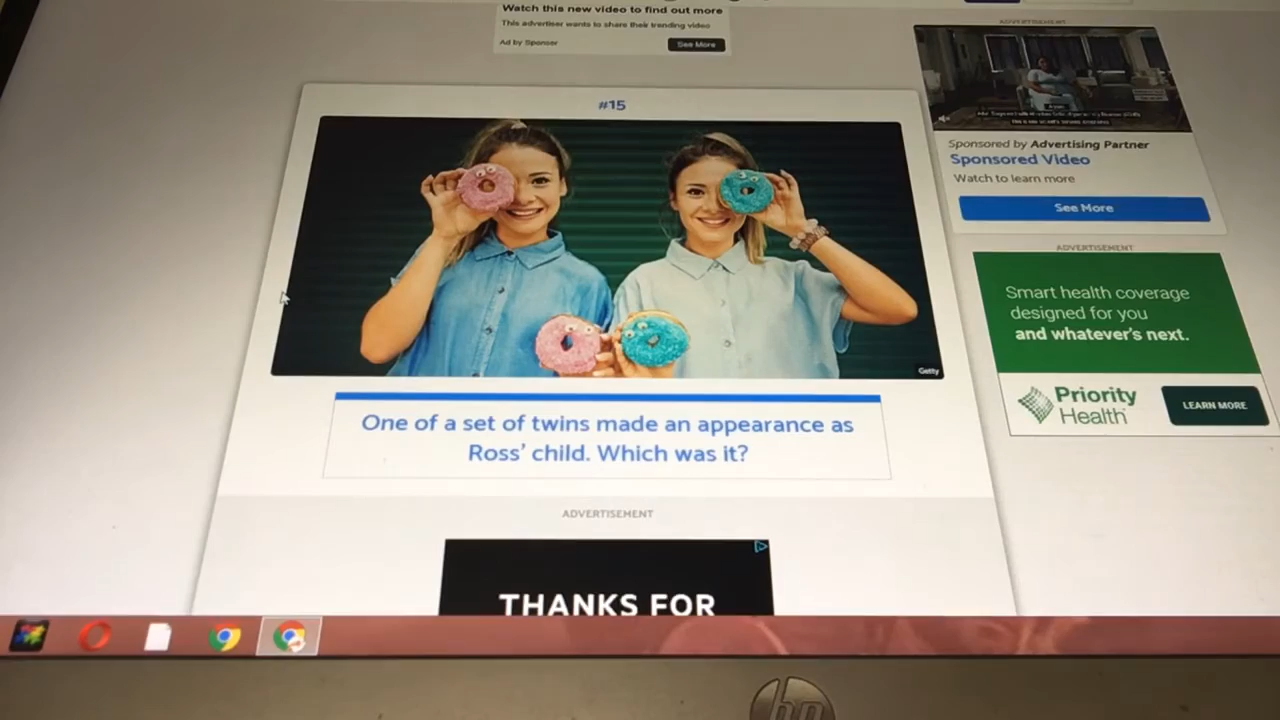 Watch this new video to find out more
This advertiser wants to share their trending video
Ad by Sponser
See More
#15
Getty
One of a set of twins made an appearance as
Ross' child. Which was it?
ADVERTISEMENT
THANKS FOR
ADVERTISEMENT
Sponsored by Advertising Partner
Sponsored Video
Watch to learn more
See More
ADVERTISEMENT
Smart health coverage
designed for you
and whatever's next.
Priority
Health
LEARN MORE
hp